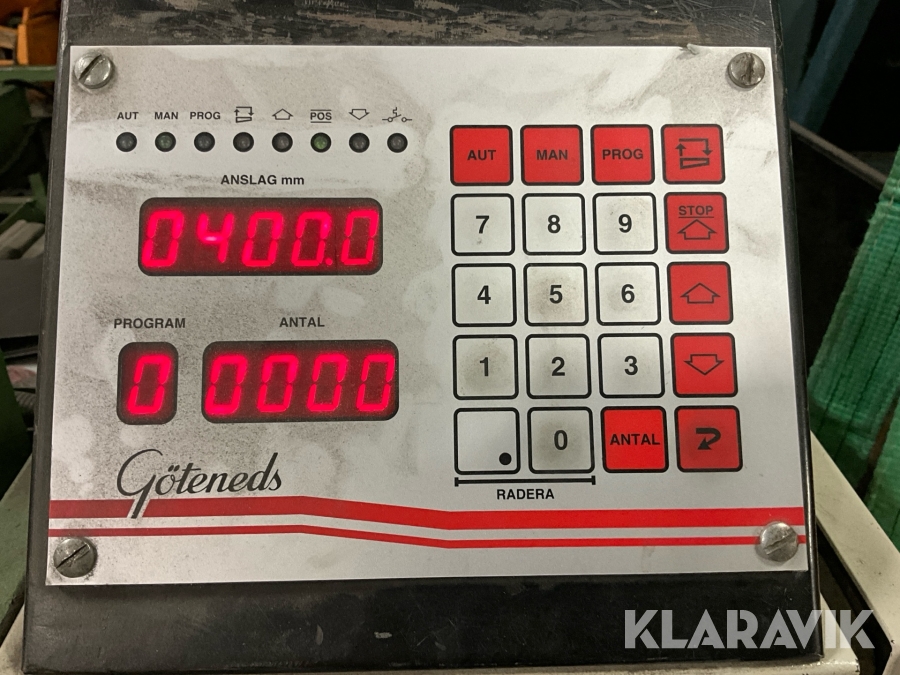 AUT MAN PROG POS
ANSLAG mm
0400.0
PROGRAM ANTAL
0 0000
Göteneds
AUT MAN PROG
7 8 9 STOP
4 5 6
1 2 3
. 0 ANTAL
RADERA
KLARAVIK